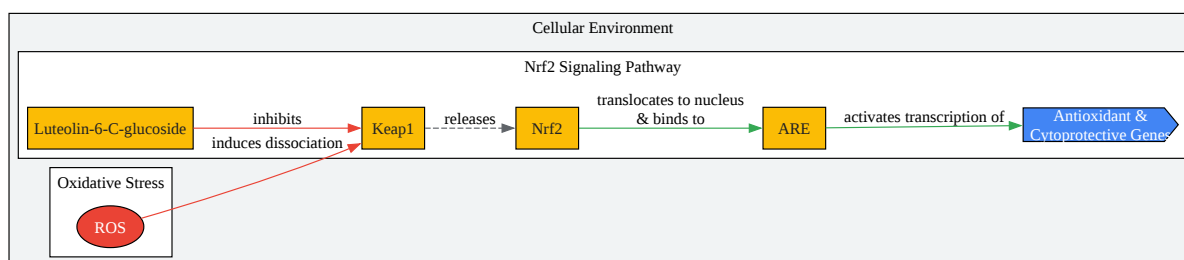 Cellular Environment
Nrf2 Signaling Pathway
Luteolin-6-C-glucoside
inhibits
induces dissociation
Keap1
releases
Nrf2
translocates to nucleus
& binds to
ARE
activates transcription of
Antioxidant &
Cytoprotective Genes
Oxidative Stress
ROS